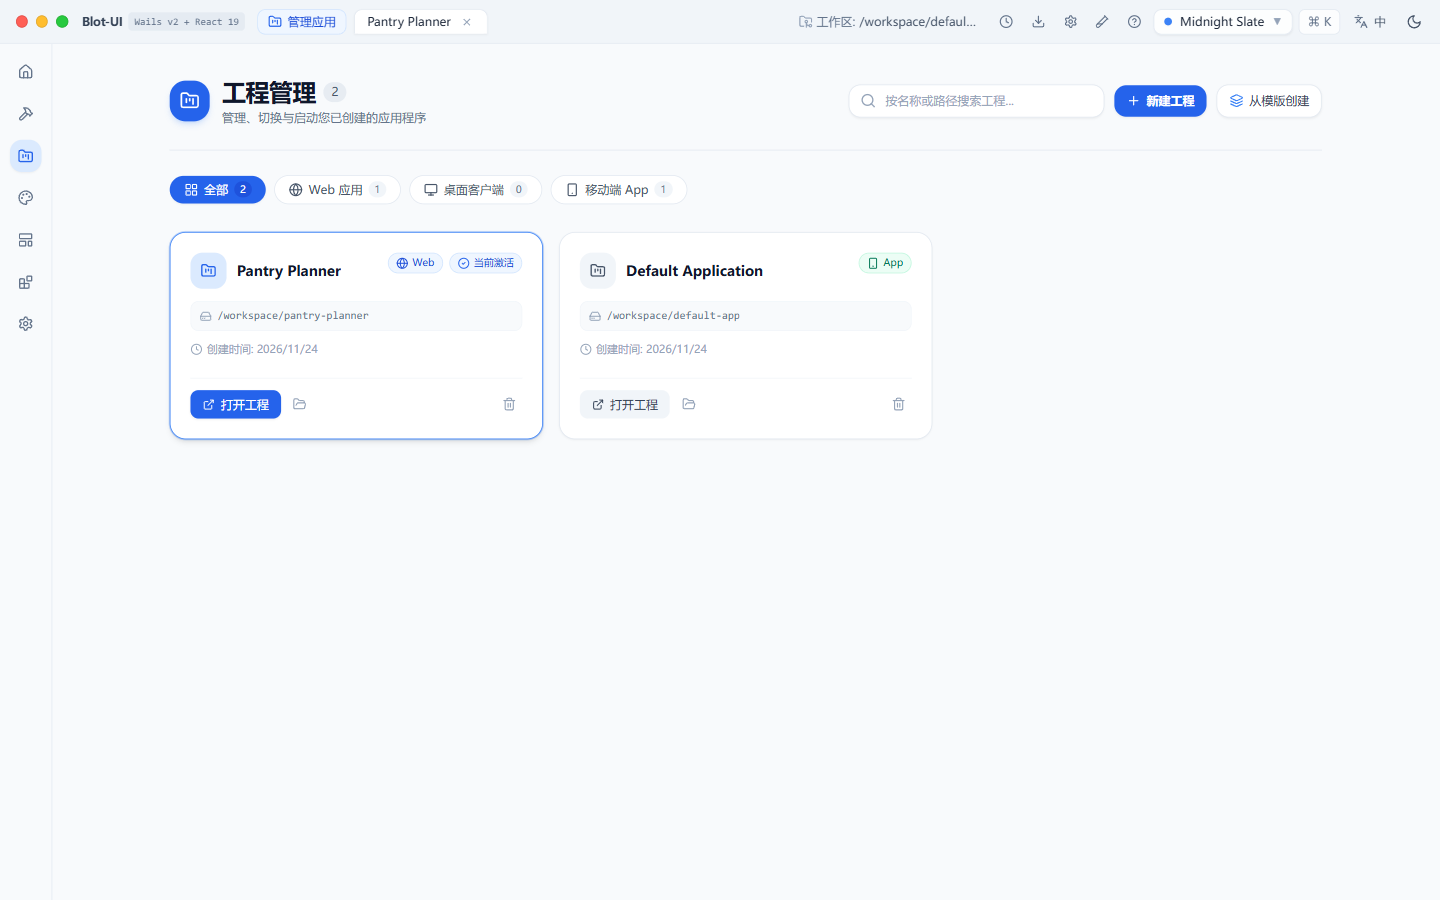 Blot-UI Wails v2 + React 19 管理应用 Pantry Planner 工作区: /workspace/defaul... Midnight Slate ⌘ K 中
工程管理 2
管理、切换与启动您已创建的应用程序
按名称或路径搜索工程... 新建工程 从模版创建
全部 2 Web 应用 1 桌面客户端 0 移动端 App 1
Pantry Planner Web 当前激活
/workspace/pantry-planner
创建时间: 2026/11/24
打开工程
Default Application App
/workspace/default-app
创建时间: 2026/11/24
打开工程